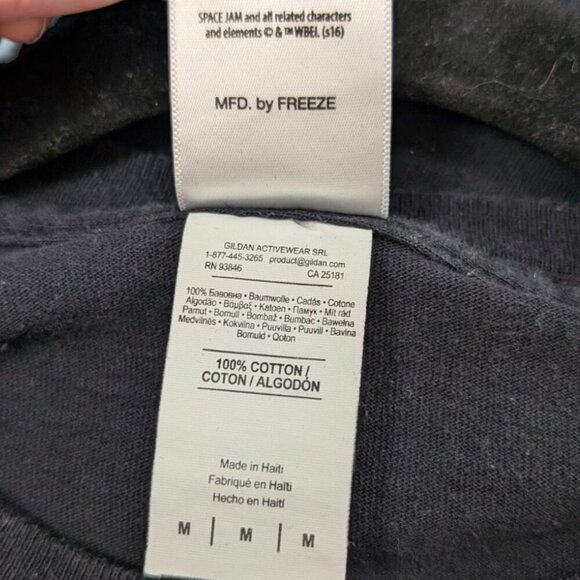 SPACE JAM and all related characters
and elements © & ™ WBEI. (s16)
MFD. by FREEZE
GILDAN ACTIVEWEAR SRL
1-877-445-3265 product@gildan.com
RN 93846 CA 25181
100% Бавовна • Baumwolle • Cadás • Cotone
Algodão • Βαμβαξ • Katoen • Памук • Mit rád
Pamut • Bomull • Bombaž • Bumbac • Bawełna
Medvilnės • Kokvilna • Puuvilla • Puuvill • Bavlna
Bomuld • Qoton
100% COTTON /
COTON / ALGODÓN
Made in Haiti
Fabriqué en Haïti
Hecho en Haití
M | M | M